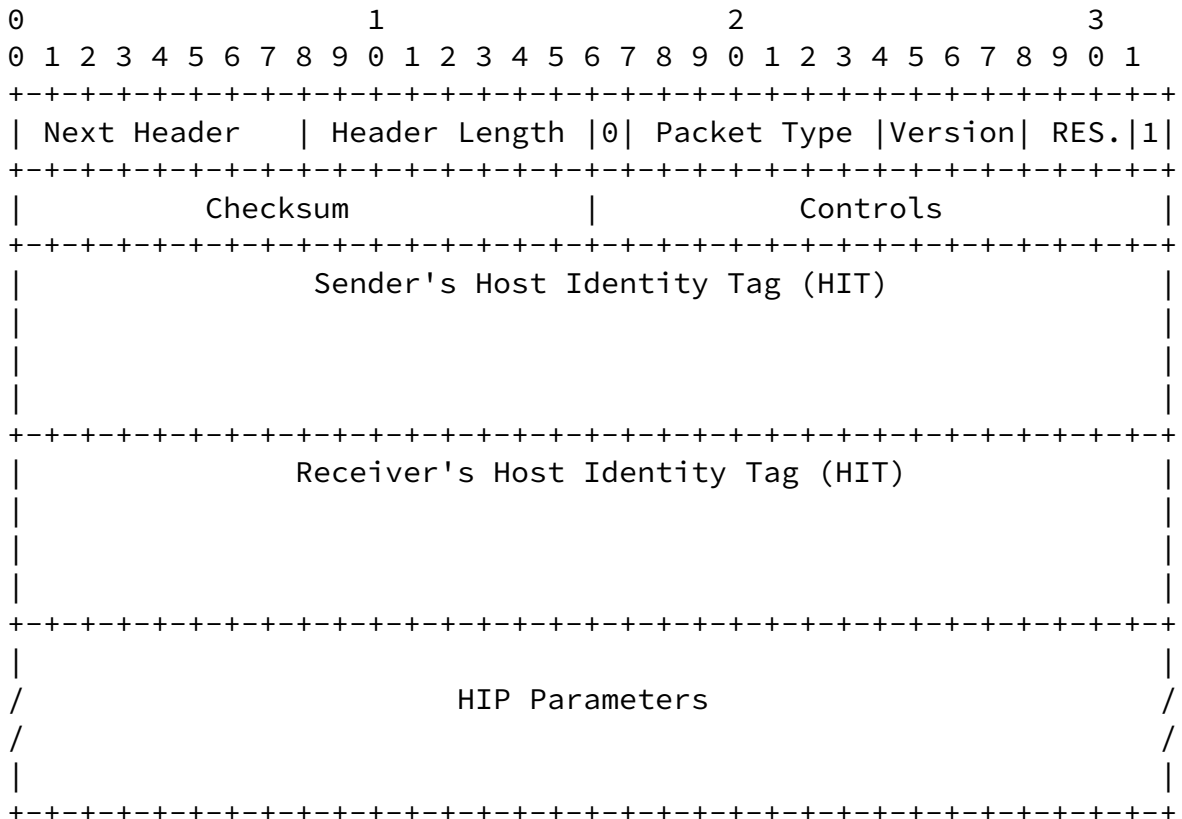 0                   1                   2                   3
0 1 2 3 4 5 6 7 8 9 0 1 2 3 4 5 6 7 8 9 0 1 2 3 4 5 6 7 8 9 0 1
+-+-+-+-+-+-+-+-+-+-+-+-+-+-+-+-+-+-+-+-+-+-+-+-+-+-+-+-+-+-+-+-+
| Next Header   | Header Length |0| Packet Type |Version| RES.|1|
+-+-+-+-+-+-+-+-+-+-+-+-+-+-+-+-+-+-+-+-+-+-+-+-+-+-+-+-+-+-+-+-+
|          Checksum             |           Controls            |
+-+-+-+-+-+-+-+-+-+-+-+-+-+-+-+-+-+-+-+-+-+-+-+-+-+-+-+-+-+-+-+-+
|                Sender's Host Identity Tag (HIT)               |
|                                                               |
|                                                               |
|                                                               |
+-+-+-+-+-+-+-+-+-+-+-+-+-+-+-+-+-+-+-+-+-+-+-+-+-+-+-+-+-+-+-+-+
|               Receiver's Host Identity Tag (HIT)              |
|                                                               |
|                                                               |
|                                                               |
+-+-+-+-+-+-+-+-+-+-+-+-+-+-+-+-+-+-+-+-+-+-+-+-+-+-+-+-+-+-+-+-+
|                                                               |
/                        HIP Parameters                         /
/                                                               /
|                                                               |
+-+-+-+-+-+-+-+-+-+-+-+-+-+-+-+-+-+-+-+-+-+-+-+-+-+-+-+-+-+-+-+-+